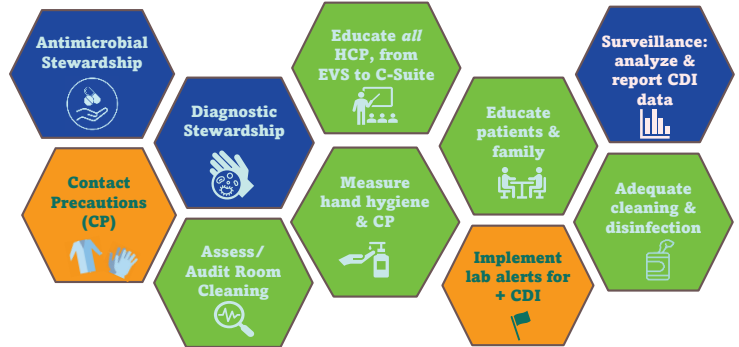 Antimicrobial
Stewardship
Diagnostic
Stewardship
Educate all
HCP, from
EVS to C-Suite
Educate
patients &
family
Surveillance:
analyze &
report CDI
data
Contact
Precautions
(CP)
Assess/
Audit Room
Cleaning
Measure
hand hygiene
& CP
Implement
lab alerts for
+ CDI
Adequate
cleaning &
disinfection